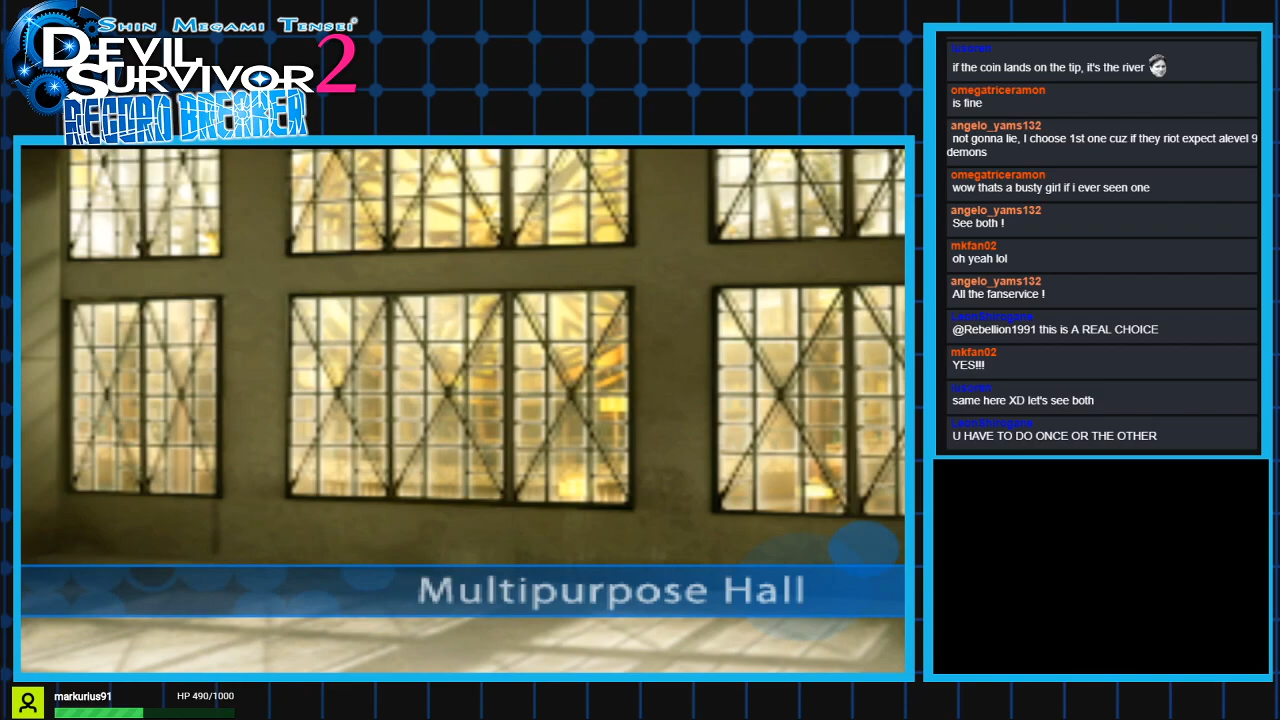 SHIN MEGAMI TENSEI®
DEVIL
SURVIVOR 2
RECORD BREAKER
if the coin lands on the tip, it's the river
omegatriceramon
is fine
angelo_yams132
not gonna lie, I choose 1st one cuz if they riot expect alevel 9
demons
omegatriceramon
wow thats a busty girl if i ever seen one
angelo_yams132
See both !
mkfan02
oh yeah lol
angelo_yams132
All the fanservice !
@Rebellion1991 this is A REAL CHOICE
mkfan02
YES!!!
same here XD let's see both
U HAVE TO DO ONCE OR THE OTHER
Multipurpose Hall
markurius91
HP 490/1000